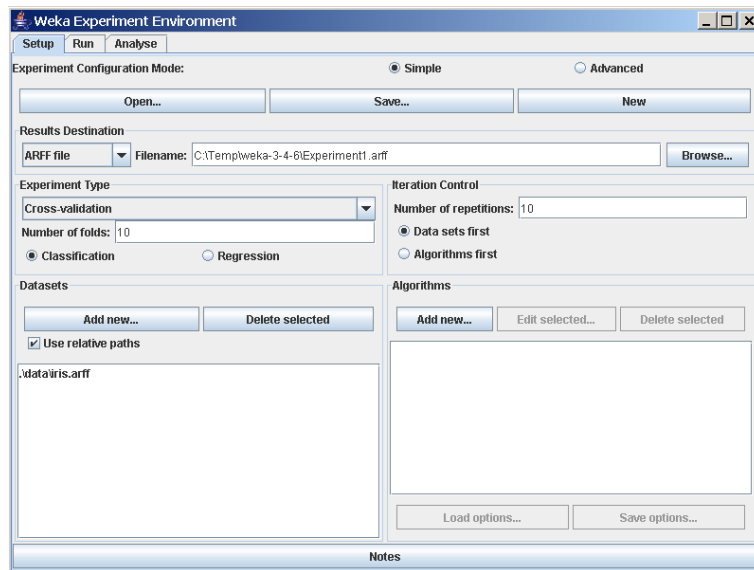 Weka Experiment Environment
Setup Run Analyse
Experiment Configuration Mode: Simple Advanced
Open... Save... New
Results Destination
ARFF file Filename: C:\Temp\weka-3-4-6\Experiment1.arff Browse...
Experiment Type
Cross-validation
Number of folds: 10
Classification Regression
Iteration Control
Number of repetitions: 10
Data sets first
Algorithms first
Datasets
Add new... Delete selected
Use relative paths
.\data\iris.arff
Algorithms
Add new... Edit selected... Delete selected
Load options... Save options...
Notes